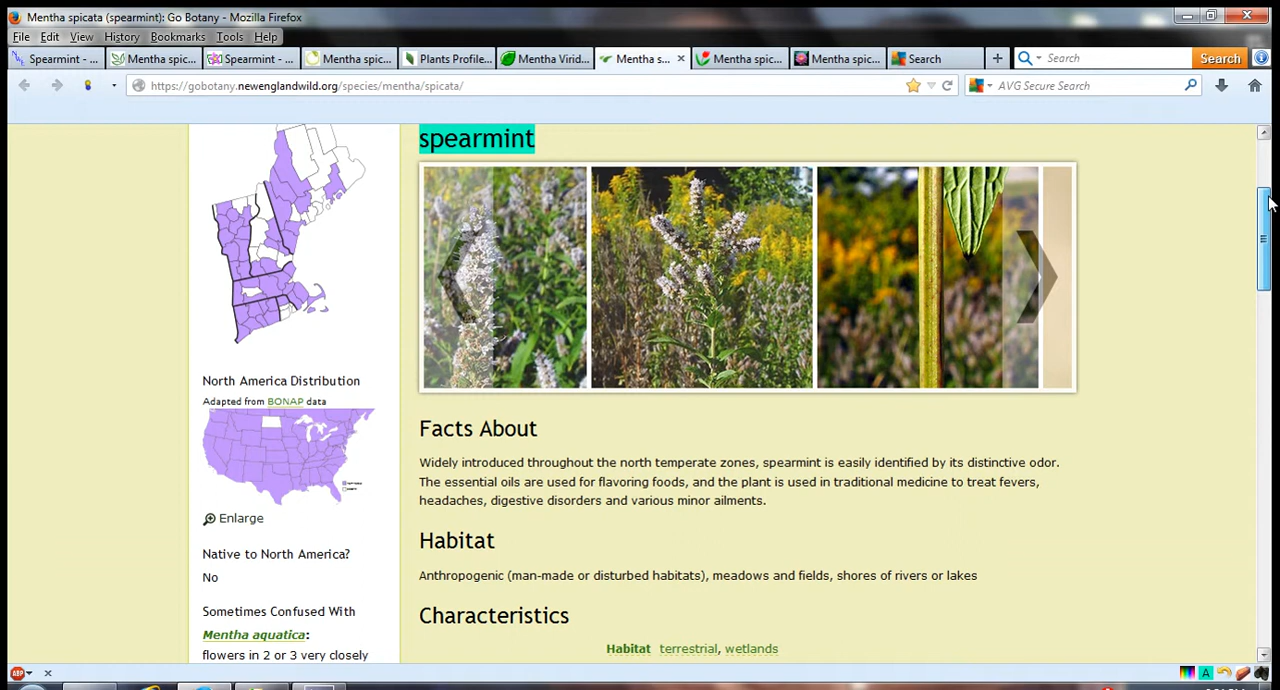 Mentha spicata (spearmint): Go Botany - Mozilla Firefox
File Edit View History Bookmarks Tools Help
Spearmint - ... Mentha spic... Spearmint - ... Mentha spic... Plants Profile... Mentha Virid... Mentha s... × Mentha spic... Mentha spic... Search + Search Search
https://gobotany.newenglandwild.org/species/mentha/spicata/ AVG Secure Search
spearmint
North America Distribution
Adapted from BONAP data
Enlarge
Native to North America?
No
Sometimes Confused With
Mentha aquatica:
flowers in 2 or 3 very closely
Facts About
Widely introduced throughout the north temperate zones, spearmint is easily identified by its distinctive odor.
The essential oils are used for flavoring foods, and the plant is used in traditional medicine to treat fevers,
headaches, digestive disorders and various minor ailments.
Habitat
Anthropogenic (man-made or disturbed habitats), meadows and fields, shores of rivers or lakes
Characteristics
Habitat terrestrial, wetlands
ABP
A